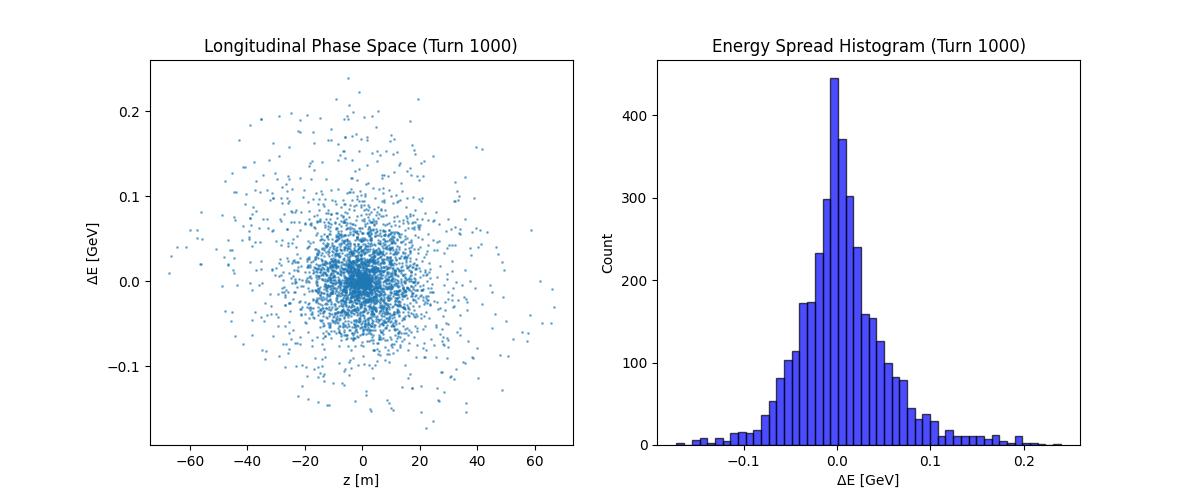 Longitudinal Phase Space (Turn 1000)
ΔE [GeV]
0.2
0.1
0.0
−0.1
−60 −40 −20 0 20 40 60
z [m]
Energy Spread Histogram (Turn 1000)
Count
400
300
200
100
0
−0.1 0.0 0.1 0.2
ΔE [GeV]